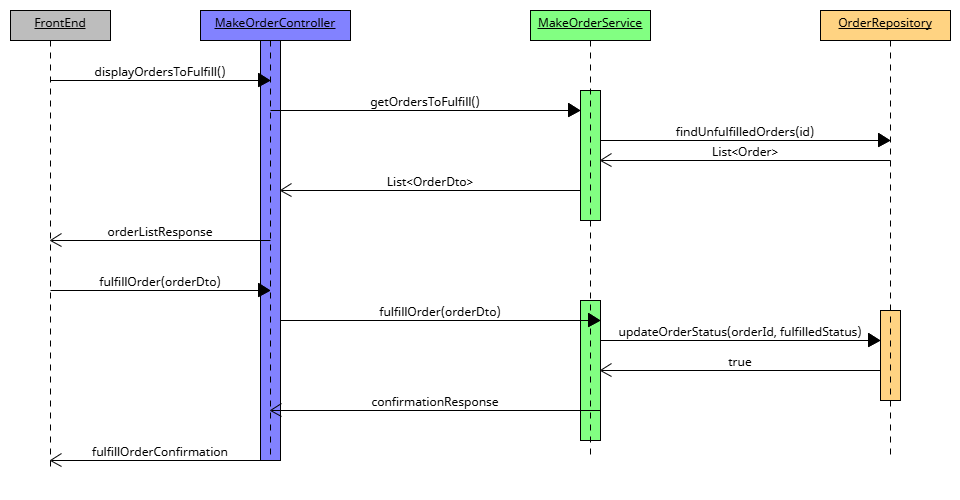 FrontEnd
MakeOrderController
MakeOrderService
OrderRepository
displayOrdersToFulfill()
getOrdersToFulfill()
findUnfulfilledOrders(id)
List<Order>
List<OrderDto>
orderListResponse
fulfillOrder(orderDto)
fulfillOrder(orderDto)
updateOrderStatus(orderId, fulfilledStatus)
true
confirmationResponse
fulfillOrderConfirmation